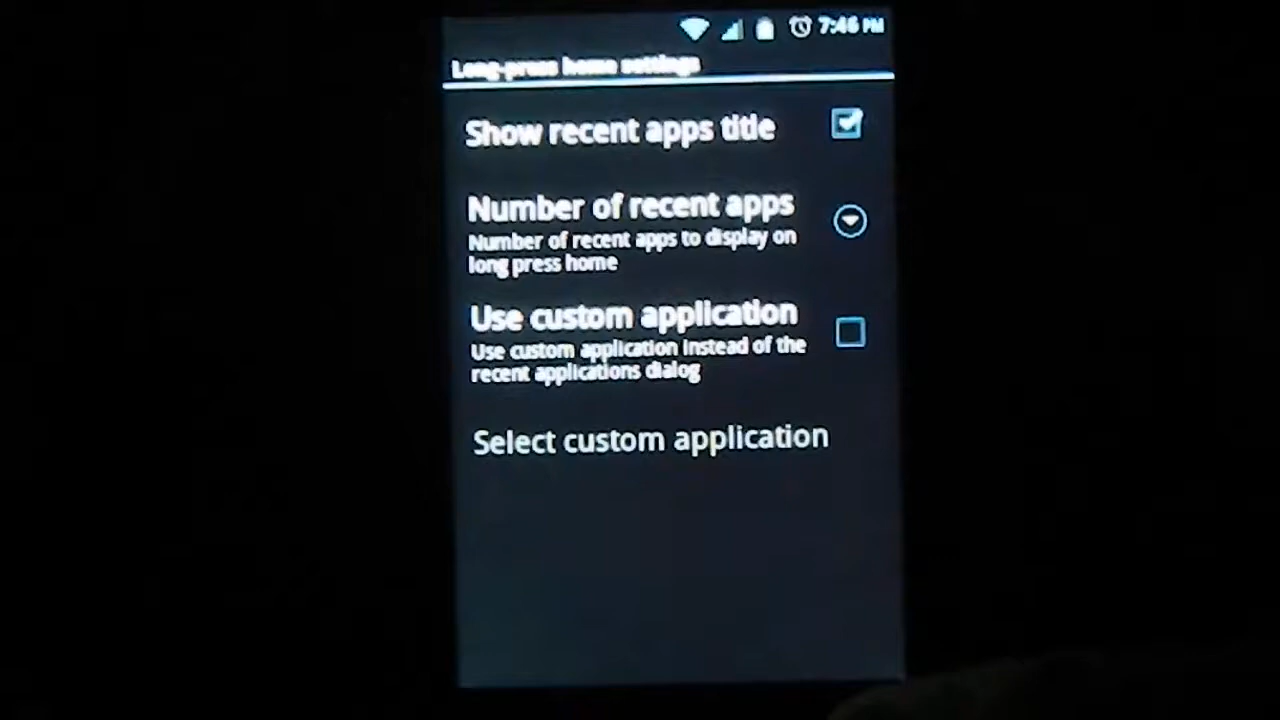 7:46 PM
Long-press home settings
Show recent apps title
Number of recent apps
Number of recent apps to display on
long press home
Use custom application
Use custom application instead of the
recent applications dialog
Select custom application